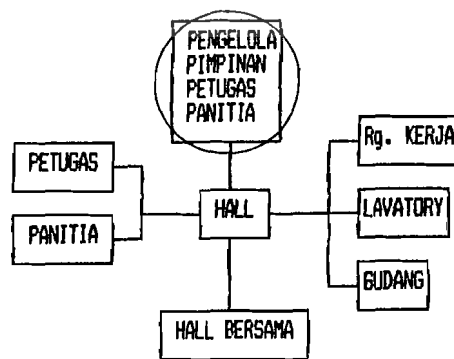 PENGELOLA
PIMPINAN
PETUGAS
PANITIA
Rg. KERJA
PETUGAS
HALL
LAVATORY
PANITIA
GUDANG
HALL BERSAMA